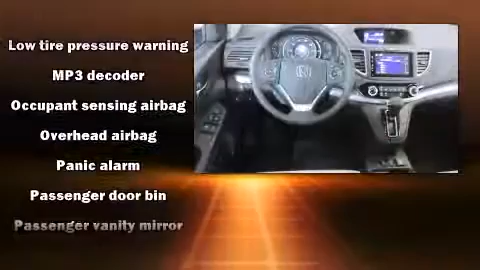 Low tire pressure warning
MP3 decoder
Occupant sensing airbag
Overhead airbag
Panic alarm
Passenger door bin
Passenger vanity mirror